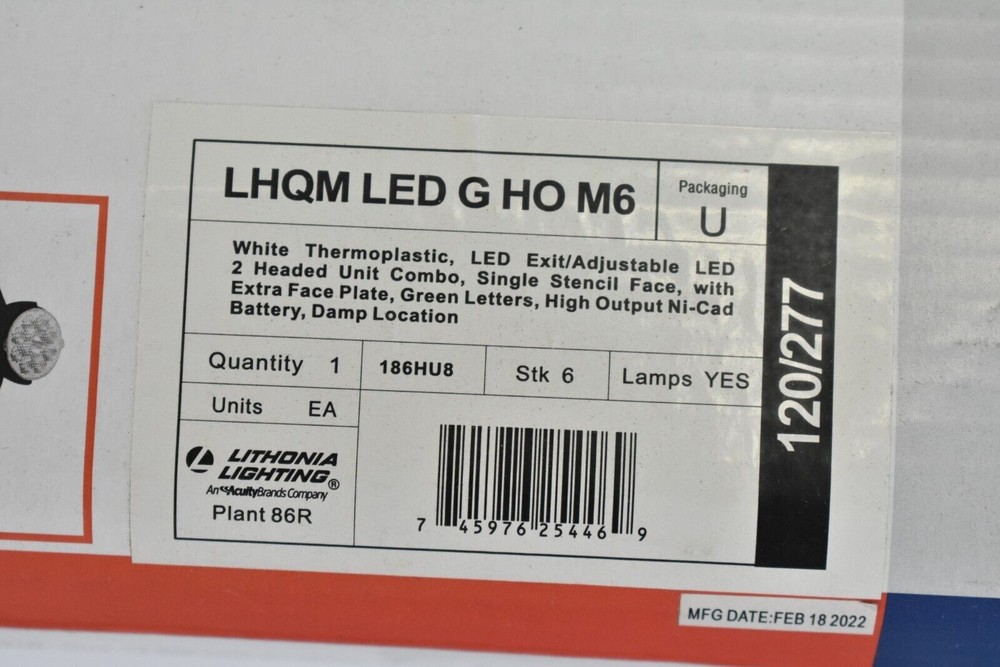 LHQM LED G HO M6
Packaging
U
White Thermoplastic, LED Exit/Adjustable LED
2 Headed Unit Combo, Single Stencil Face, with
Extra Face Plate, Green Letters, High Output Ni-Cad
Battery, Damp Location
120/277
Quantity 1
186HU8
Stk 6
Lamps YES
Units EA
LITHONIA
LIGHTING®
An AcuityBrands Company
Plant 86R
7 45976 25446 9
MFG DATE:FEB 18 2022